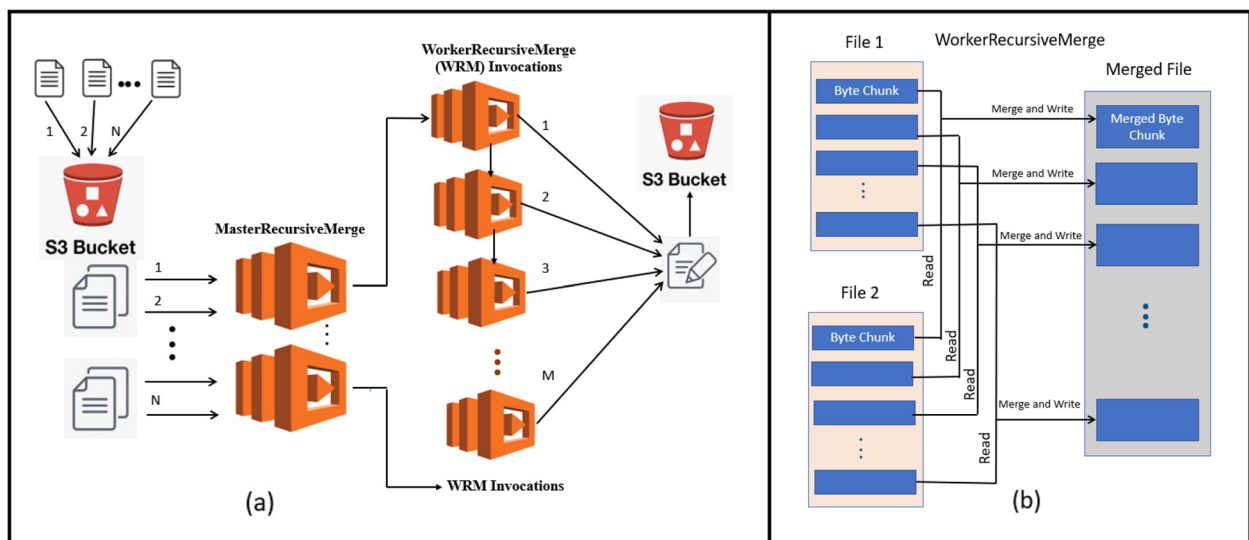 1
2
N
S3 Bucket
1
2
N
MasterRecursiveMerge
WorkerRecursiveMerge
(WRM) Invocations
1
2
3
M
S3 Bucket
WRM Invocations
(a)
WorkerRecursiveMerge
File 1
Byte Chunk
File 2
Byte Chunk
Read
Read
Read
Read
Merge and Write
Merge and Write
Merge and Write
Merge and Write
Merged File
Merged Byte
Chunk
(b)